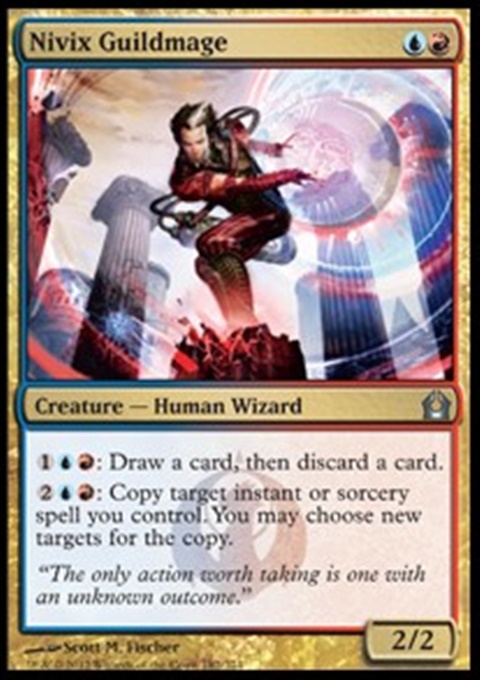 Nivix Guildmage
Creature — Human Wizard
1: Draw a card, then discard a card.
2: Copy target instant or sorcery
spell you control. You may choose new
targets for the copy.
"The only action worth taking is one with
an unknown outcome."
Scott M. Fischer
2/2